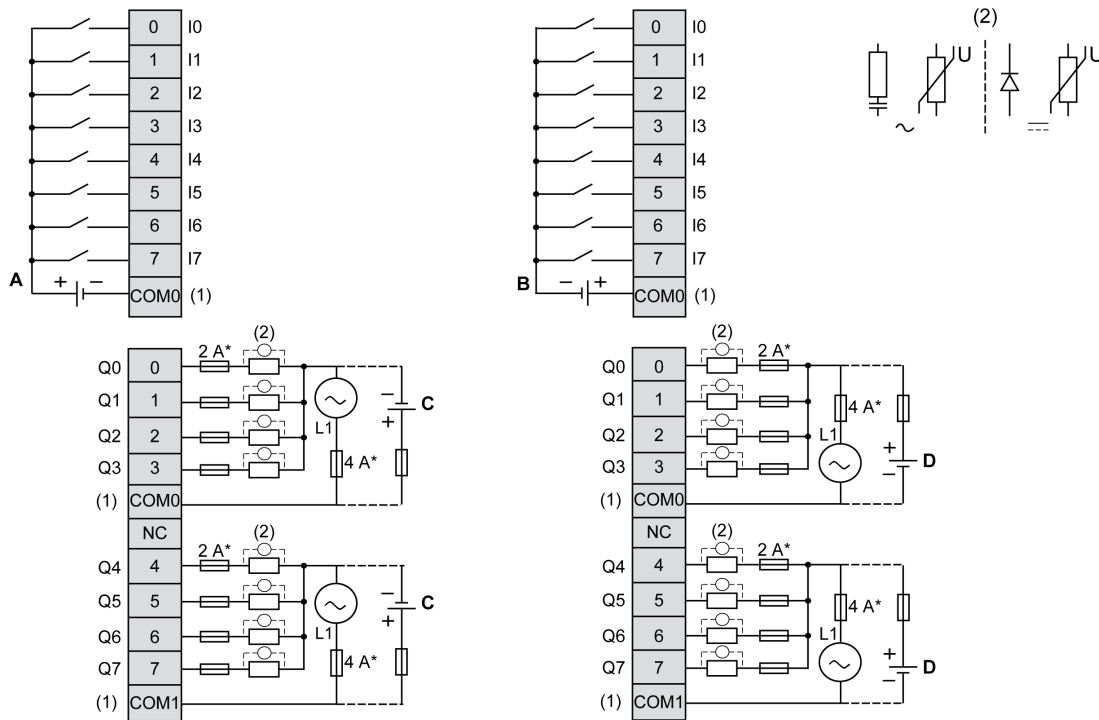 0 I0
1 I1
2 I2
3 I3
4 I4
5 I5
6 I6
7 I7
A + − COM0 (1)
0 I0
1 I1
2 I2
3 I3
4 I4
5 I5
6 I6
7 I7
B − + COM0 (1)
(2)
U U
(2)
Q0 0 2 A*
Q1 1 − C
Q2 2 L1 +
Q3 3 4 A*
(1) COM0
NC
(2)
Q4 4 2 A*
Q5 5 − C
Q6 6 L1 +
Q7 7 4 A*
(1) COM1
(2)
Q0 0 2 A*
Q1 1 4 A*
Q2 2 L1 +
Q3 3 − D
(1) COM0
NC
(2)
Q4 4 2 A*
Q5 5 4 A*
Q6 6 L1 +
Q7 7 − D
(1) COM1